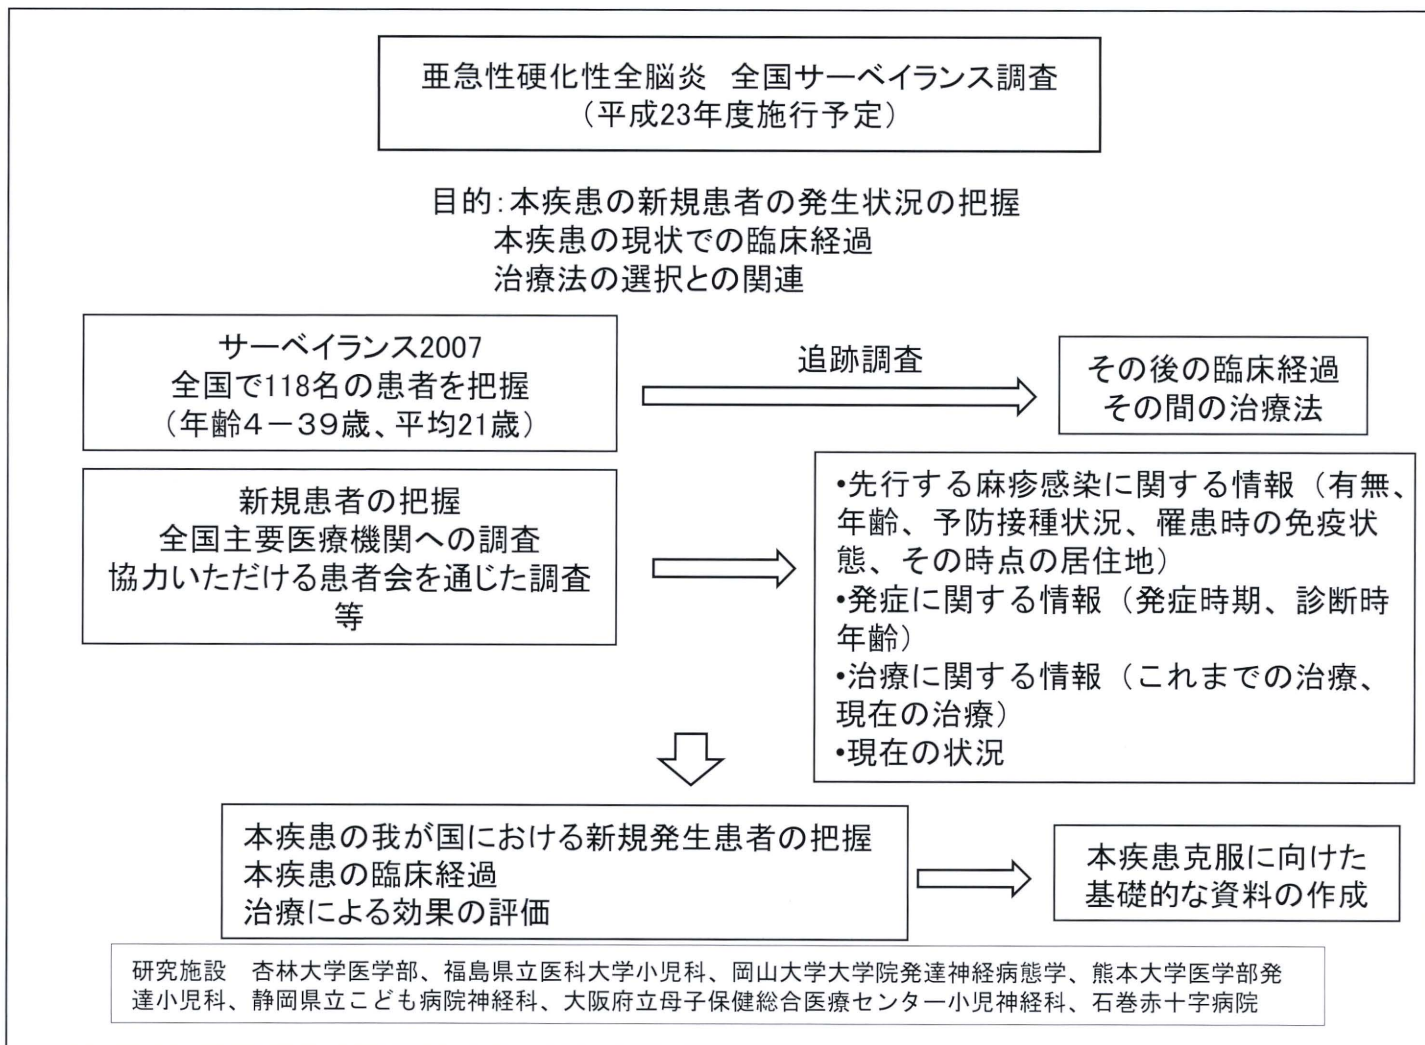 亜急性硬化性全脳炎　全国サーベイランス調査
（平成23年度施行予定）
目的：本疾患の新規患者の発生状況の把握
本疾患の現状での臨床経過
治療法の選択との関連
サーベイランス2007
全国で118名の患者を把握
（年齢４－３９歳、平均21歳）
追跡調査
その後の臨床経過
その間の治療法
新規患者の把握
全国主要医療機関への調査
協力いただける患者会を通じた調査
等
•先行する麻疹感染に関する情報（有無、
年齢、予防接種状況、罹患時の免疫状
態、その時点の居住地）
•発症に関する情報（発症時期、診断時
年齢）
•治療に関する情報（これまでの治療、
現在の治療）
•現在の状況
本疾患の我が国における新規発生患者の把握
本疾患の臨床経過
治療による効果の評価
本疾患克服に向けた
基礎的な資料の作成
研究施設　杏林大学医学部、福島県立医科大学小児科、岡山大学大学院発達神経病態学、熊本大学医学部発
達小児科、静岡県立こども病院神経科、大阪府立母子保健総合医療センター小児神経科、石巻赤十字病院